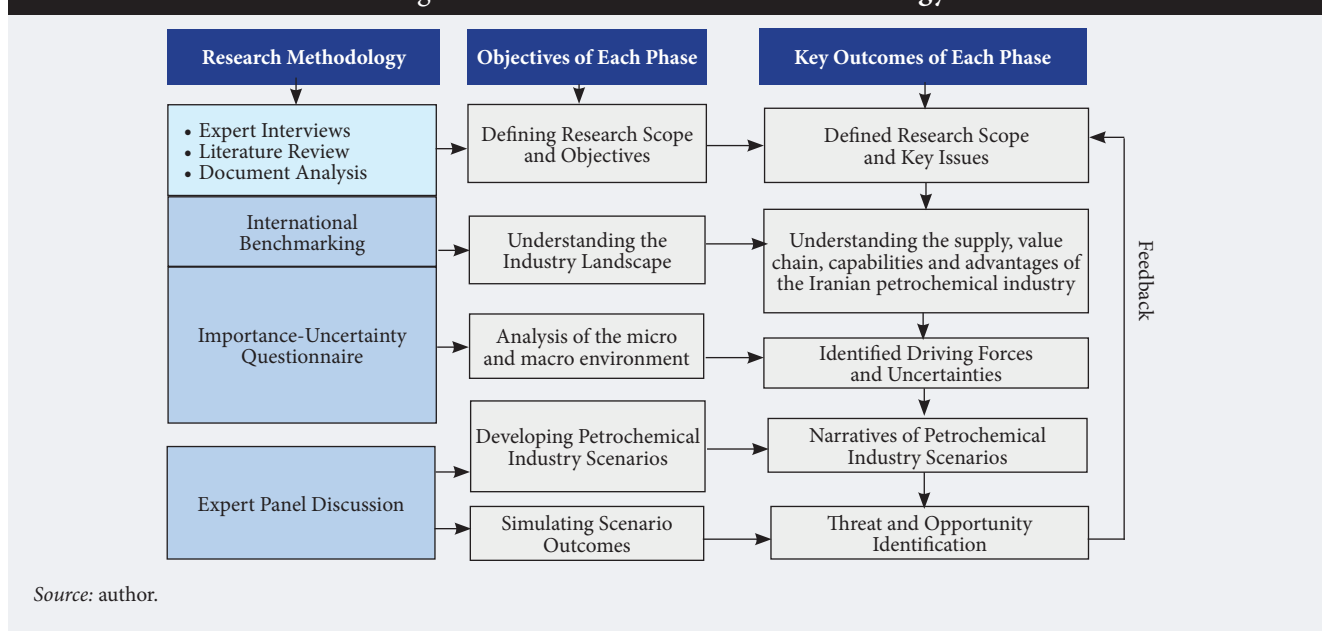 Research Methodology
Objectives of Each Phase
Key Outcomes of Each Phase
• Expert Interviews
• Literature Review
• Document Analysis
Defining Research Scope
and Objectives
Defined Research Scope
and Key Issues
International
Benchmarking
Understanding the
Industry Landscape
Understanding the supply, value
chain, capabilities and advantages of
the Iranian petrochemical industry
Importance-Uncertainty
Questionnaire
Analysis of the micro
and macro environment
Identified Driving Forces
and Uncertainties
Expert Panel Discussion
Developing Petrochemical
Industry Scenarios
Narratives of Petrochemical
Industry Scenarios
Simulating Scenario
Outcomes
Threat and Opportunity
Identification
Feedback
Source: author.